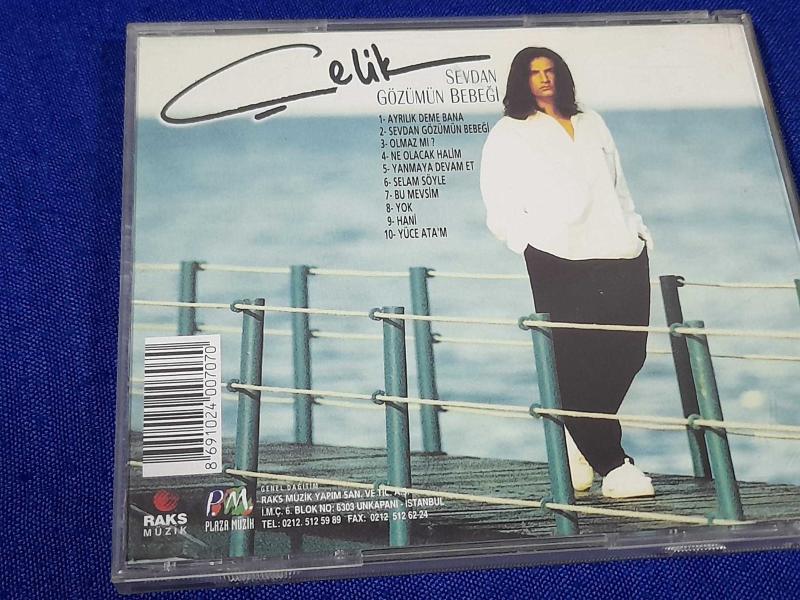 Çelik
SEVDAN
GÖZÜMÜN BEBEĞİ
1- AYRILIK DEME BANA
2- SEVDAN GÖZÜMÜN BEBEĞİ
3- OLMAZ MI ?
4- NE OLACAK HALİM
5- YANMAYA DEVAM ET
6- SELAM SÖYLE
7- BU MEVSİM
8- YOK
9- HANİ
10- YÜCE ATA'M
8 691024 007070
RAKS
MÜZİK
P.M.
PLAZA MÜZİK
GENEL DAĞITIM
RAKS MÜZİK YAPIM SAN. VE TİC. A.Ş.
İ.M.Ç. 6. BLOK NO: 6303 UNKAPANI - İSTANBUL
TEL: 0212. 512 59 89 FAX: 0212. 512 62-24